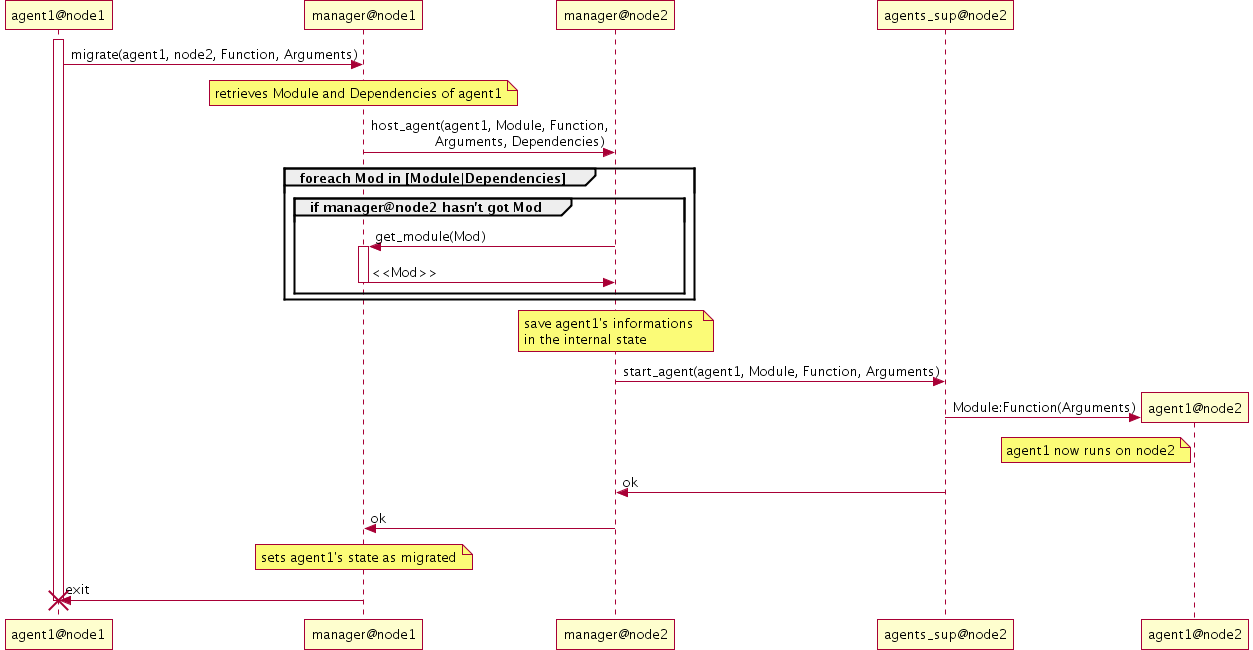 agent1@node1
manager@node1
manager@node2
agents_sup@node2
migrate(agent1, node2, Function, Arguments)
retrieves Module and Dependencies of agent1
host_agent(agent1, Module, Function,
Arguments, Dependencies)
foreach Mod in [Module|Dependencies]
if manager@node2 hasn't got Mod
get_module(Mod)
<<Mod>>
save agent1's informations
in the internal state
start_agent(agent1, Module, Function, Arguments)
Module:Function(Arguments)
agent1@node2
agent1 now runs on node2
ok
ok
sets agent1's state as migrated
exit
agent1@node1
manager@node1
manager@node2
agents_sup@node2
agent1@node2